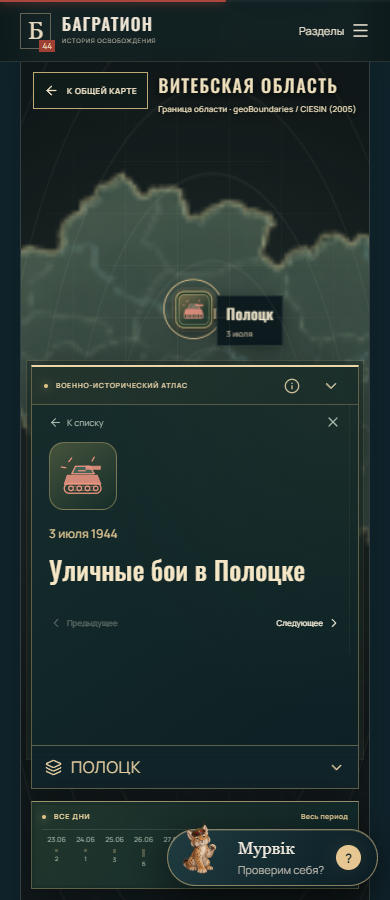 Б
44
БАГРАТИОН
ИСТОРИЯ ОСВОБОЖДЕНИЯ
Разделы
К ОБЩЕЙ КАРТЕ
ВИТЕБСКАЯ ОБЛАСТЬ
Граница области · geoBoundaries / CIESIN (2005)
Полоцк
3 июля
ВОЕННО-ИСТОРИЧЕСКИЙ АТЛАС
К списку
3 июля 1944
Уличные бои в Полоцке
Предыдущее
Следующее
ПОЛОЦК
ВСЕ ДНИ
Весь период
23.06 24.06 25.06 26.06
2 1 3 8
Мурвік
Проверим себя?
?